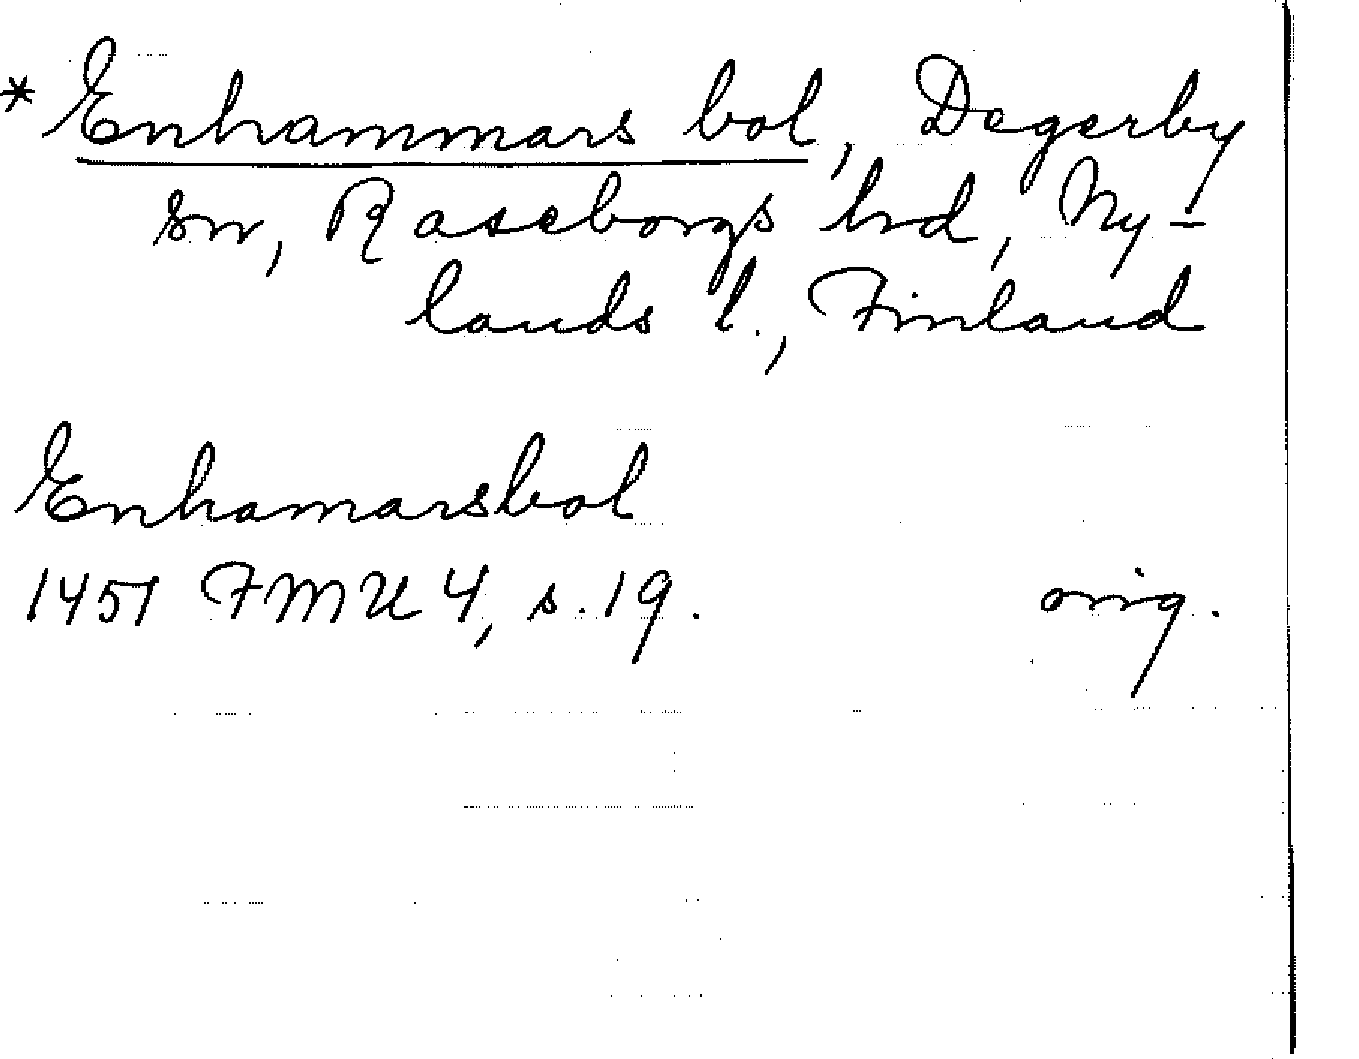 * Enhammars bol, Degerby
sn, Raseborgs hd, Ny-
lands l., Finland
Enhamarsbol
1451 FMU 4, s. 19. orig.